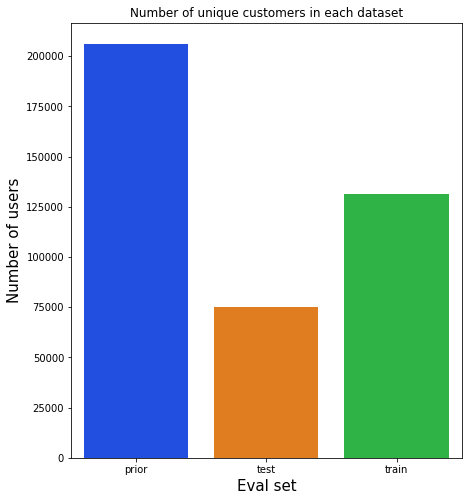 Number of unique customers in each dataset
Number of users
200000
175000
150000
125000
100000
75000
50000
25000
0
prior test train
Eval set